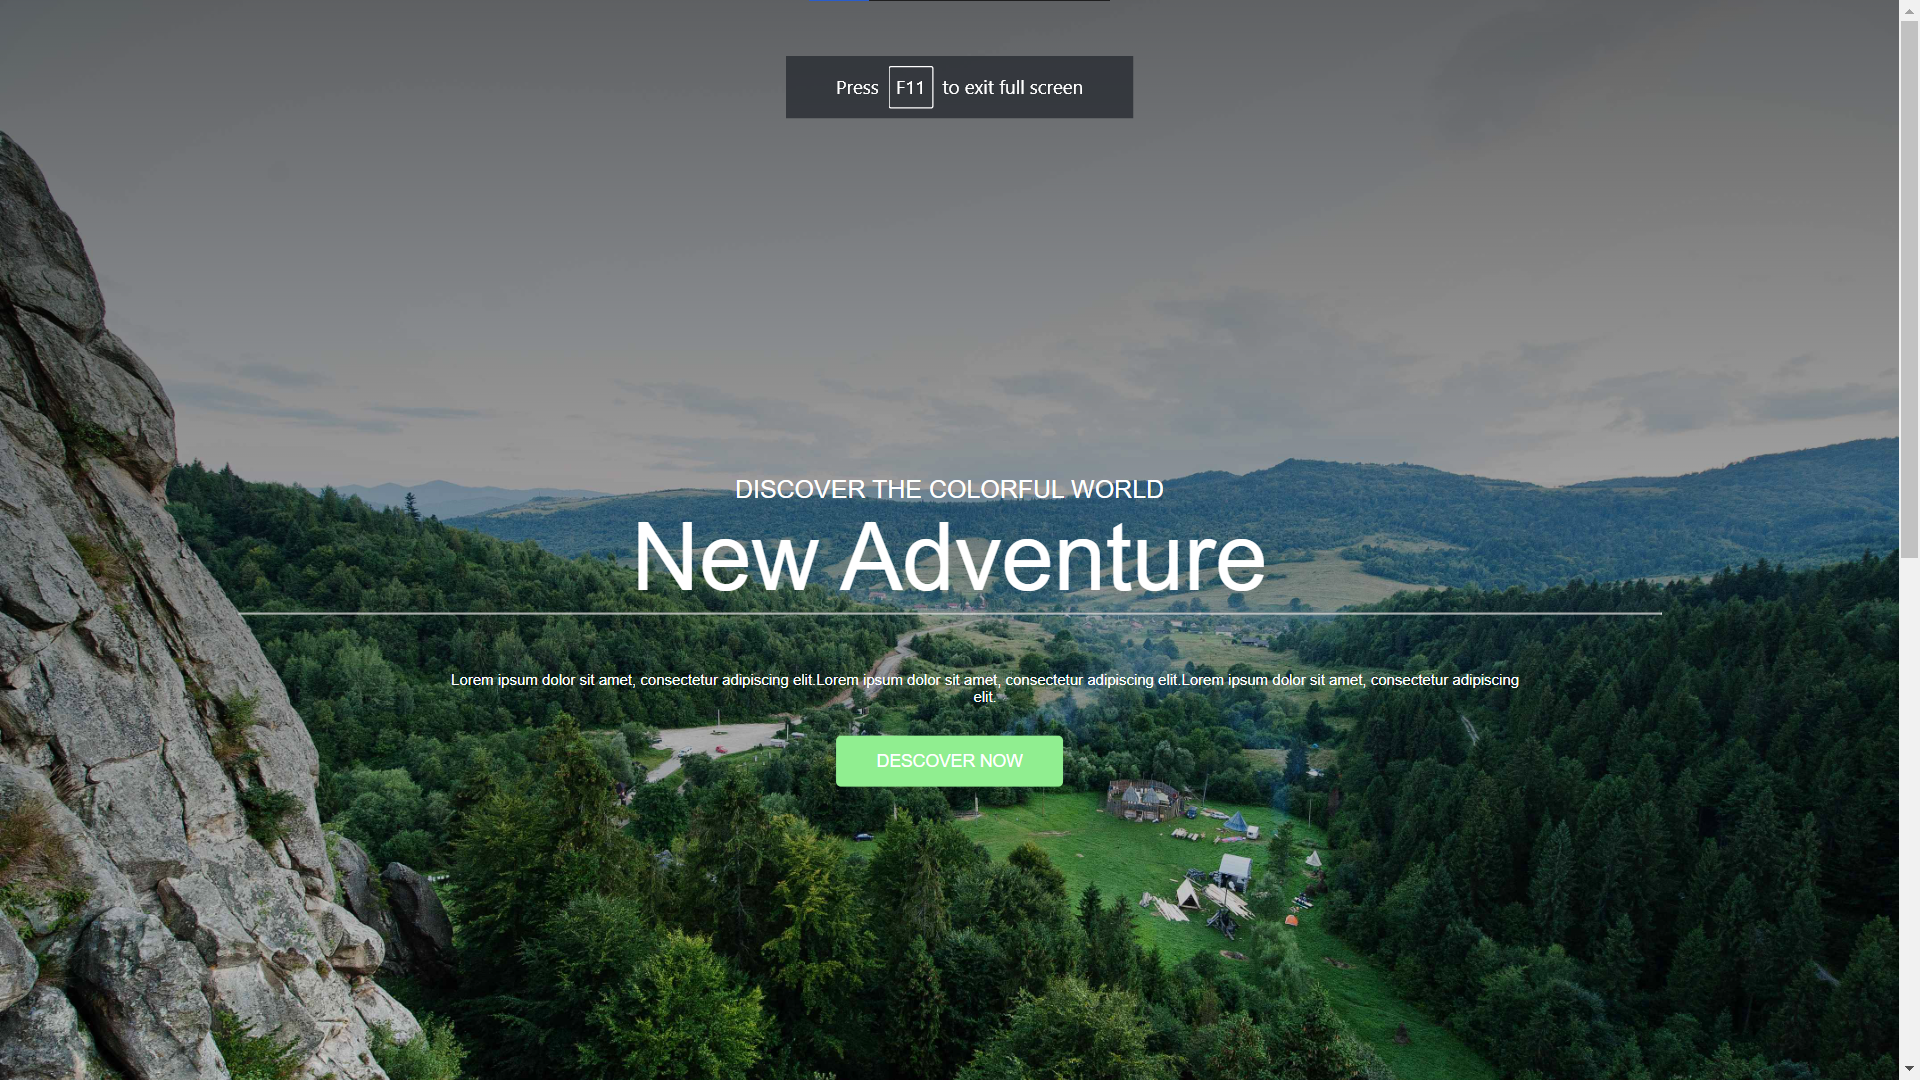 Press F11 to exit full screen
DISCOVER THE COLORFUL WORLD
New Adventure
Lorem ipsum dolor sit amet, consectetur adipiscing elit.Lorem ipsum dolor sit amet, consectetur adipiscing elit.Lorem ipsum dolor sit amet, consectetur adipiscing
elit.
DESCOVER NOW